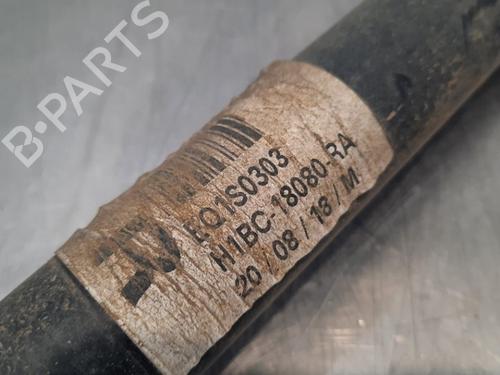 B-PARTS
EQ1S0303
H1BC-18080-RA
20 / 08 / 18 / M